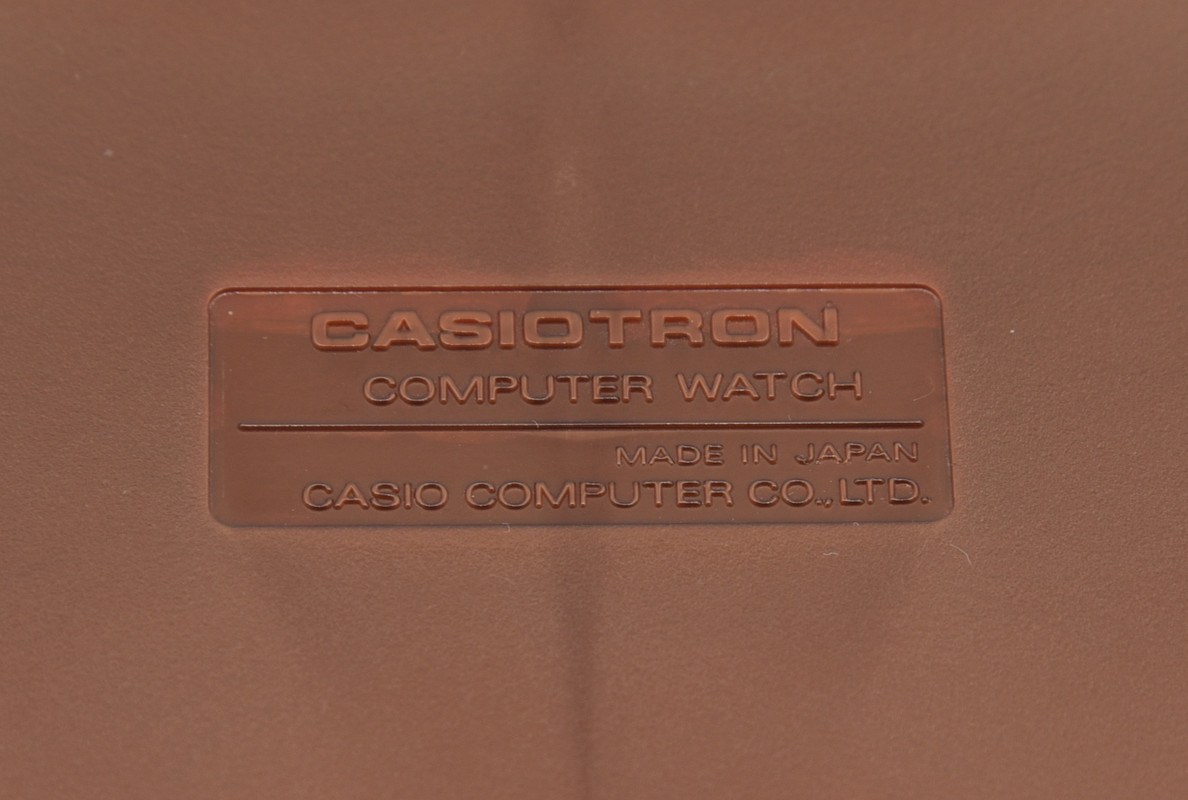 CASIOTRON
COMPUTER WATCH
MADE IN JAPAN
CASIO COMPUTER CO.,LTD.